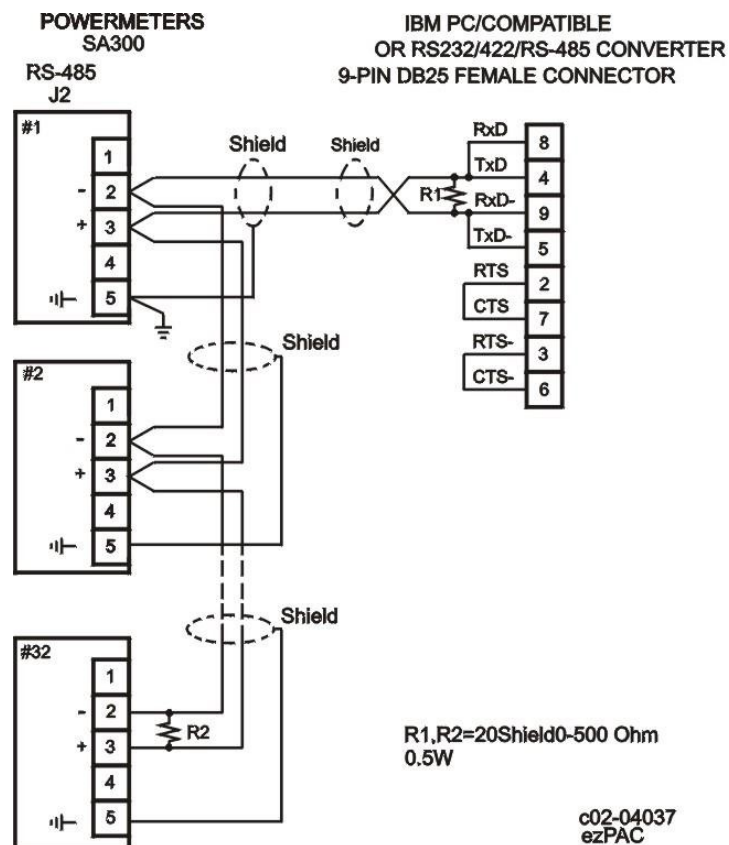 POWERMETERS
SA300
IBM PC/COMPATIBLE
OR RS232/422/RS-485 CONVERTER
9-PIN DB25 FEMALE CONNECTOR
RS-485
J2
#1
1
- 2
+ 3
4
5
Shield
Shield
R1
RxD 8
TxD 4
RxD- 9
TxD- 5
RTS 2
CTS 7
RTS- 3
CTS- 6
Shield
#2
1
- 2
+ 3
4
5
Shield
#32
1
- 2
+ 3
4
5
R2
R1,R2=20Shield0-500 Ohm
0.5W
c02-04037
ezPAC